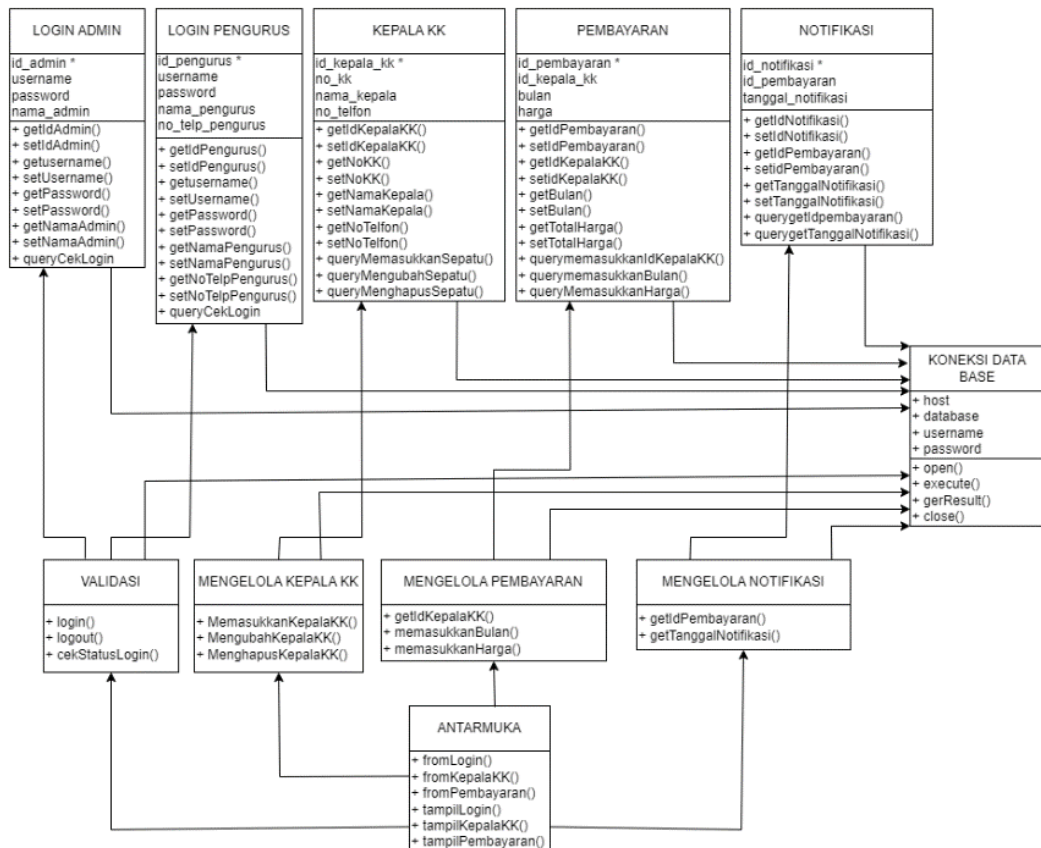 LOGIN ADMIN
id_admin *
username
password
nama_admin
+ getIdAdmin()
+ setIdAdmin()
+ getusername()
+ setUsername()
+ getPassword()
+ setPassword()
+ getNamaAdmin()
+ setNamaAdmin()
+ queryCekLogin
LOGIN PENGURUS
id_pengurus *
username
password
nama_pengurus
no_telp_pengurus
+ getIdPengurus()
+ setIdPengurus()
+ getusername()
+ setUsername()
+ getPassword()
+ setPassword()
+ getNamaPengurus()
+ setNamaPengurus()
+ getNoTelpPengurus()
+ setNoTelpPengurus()
+ queryCekLogin
KEPALA KK
id_kepala_kk *
no_kk
nama_kepala
no_telfon
+ getIdKepalaKK()
+ setIdKepalaKK()
+ getNoKK()
+ setNoKK()
+ getNamaKepala()
+ setNamaKepala()
+ getNoTelfon()
+ setNoTelfon()
+ queryMemasukkanSepatu()
+ queryMengubahSepatu()
+ queryMenghapusSepatu()
PEMBAYARAN
id_pembayaran *
id_kepala_kk
bulan
harga
+ getIdPembayaran()
+ setIdPembayaran()
+ getIdKepalaKK()
+ setidKepalaKK()
+ getBulan()
+ setBulan()
+ getTotalHarga()
+ setTotalHarga()
+ querymemasukkanIdKepalaKK()
+ querymemasukkanBulan()
+ queryMemasukkanHarga()
NOTIFIKASI
id_notifikasi *
id_pembayaran
tanggal_notifikasi
+ getIdNotifikasi()
+ setIdNotifikasi()
+ getIdPembayaran()
+ setidPembayaran()
+ getTanggalNotifikasi()
+ setTanggalNotifikasi()
+ querygetIdpembayaran()
+ querygetTanggalNotifikasi()
KONEKSI DATA
BASE
+ host
+ database
+ username
+ password
+ open()
+ execute()
+ gerResult()
+ close()
VALIDASI
+ login()
+ logout()
+ cekStatusLogin()
MENGELOLA KEPALA KK
+ MemasukkanKepalaKK()
+ MengubahKepalaKK()
+ MenghapusKepalaKK()
MENGELOLA PEMBAYARAN
+ getIdKepalaKK()
+ memasukkanBulan()
+ memasukkanHarga()
MENGELOLA NOTIFIKASI
+ getIdPembayaran()
+ getTanggalNotifikasi()
ANTARMUKA
+ fromLogin()
+ fromKepalaKK()
+ fromPembayaran()
+ tampilLogin()
+ tampilKepalaKK()
+ tampilPembayaran()